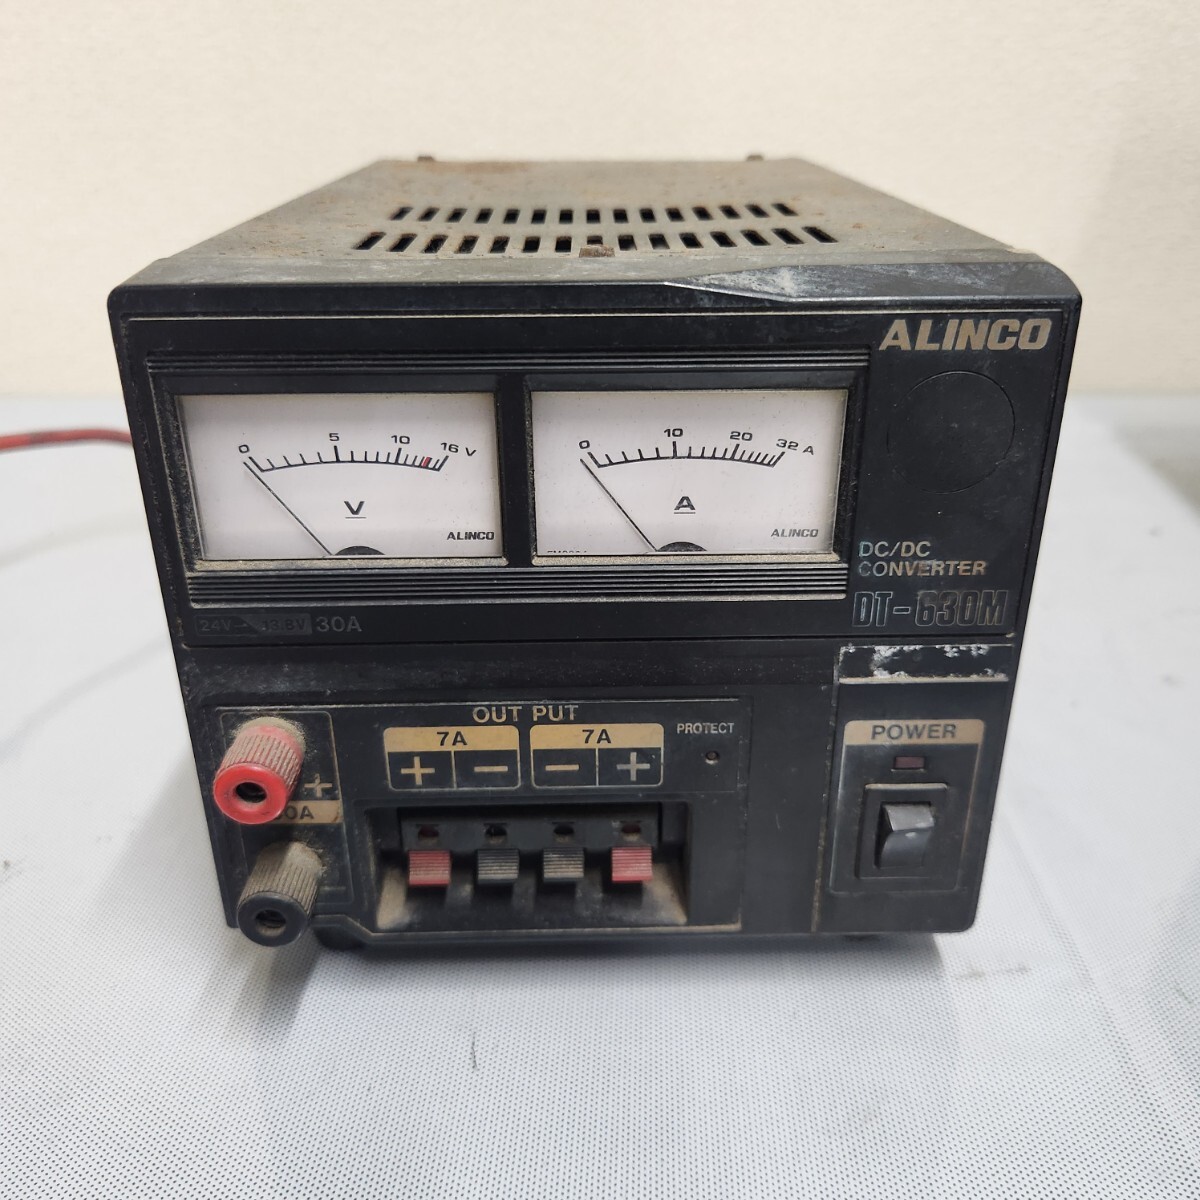 ALINCO
0 5 10 16 V
V
ALINCO
0 10 20 32 A
A
ALINCO
DC/DC
CONVERTER
DT-630M
24V 13.8V 30A
OUT PUT
7A 7A
+ - - +
PROTECT
POWER
+